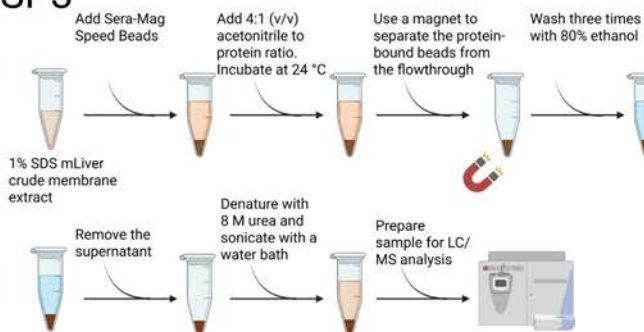 Add Sera-Mag
Speed Beads
Add 4:1 (v/v)
acetonitrile to
protein ratio.
Incubate at 24 °C
Use a magnet to
separate the protein-
bound beads from
the flowthrough
Wash three times
with 80% ethanol
1% SDS mLiver
crude membrane
extract
Remove the
supernatant
Denature with
8 M urea and
sonicate with a
water bath
Prepare
sample for LC/
MS analysis